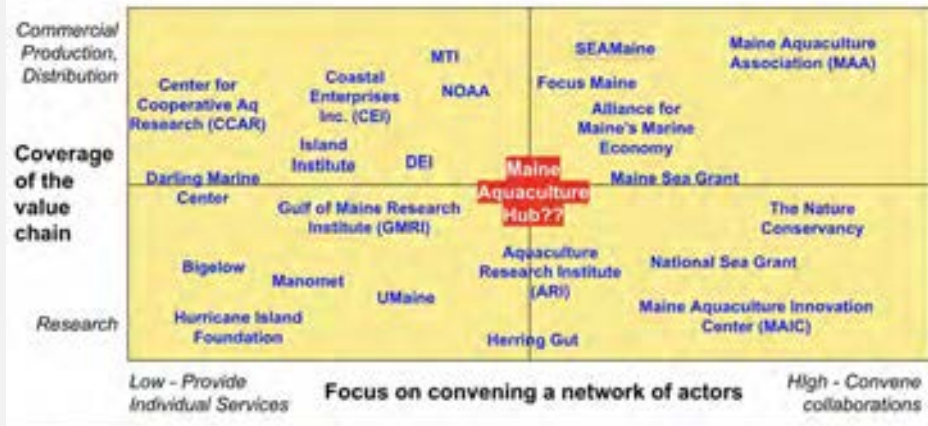 Commercial
Production,
Distribution
Coverage
of the
value
chain
Research
MTI
SEAMaine
Maine Aquaculture
Association (MAA)
Center for
Cooperative Aq
Research (CCAR)
Coastal
Enterprises
Inc. (CEI)
NOAA
Focus Maine
Alliance for
Maine's Marine
Economy
Island
Institute
DEI
Maine
Aquaculture
Hub??
Maine Sea Grant
Darling Marine
Center
Gulf of Maine Research
Institute (GMRI)
The Nature
Conservancy
Bigelow
Manomet
UMaine
Aquaculture
Research Institute
(ARI)
National Sea Grant
Hurricane Island
Foundation
Herring Gut
Maine Aquaculture Innovation
Center (MAIC)
Low - Provide
Individual Services
Focus on convening a network of actors
High - Convene
collaborations